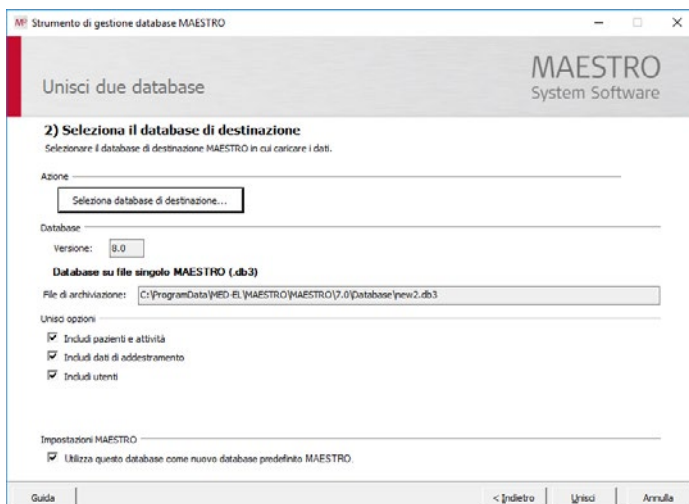 Strumento di gestione database MAESTRO
Unisci due database
MAESTRO
System Software
2) Seleziona il database di destinazione
Selezionare il database di destinazione MAESTRO in cui caricare i dati.
Azione
Seleziona database di destinazione...
Database
Versione: 8.0
Database su file singolo MAESTRO (.db3)
File di archiviazione: C:\ProgramData\MED-EL\MAESTRO\MAESTRO\7.0\Database\new2.db3
Unisci opzioni
Includi pazienti e attività
Includi dati di addestramento
Includi utenti
Impostazioni MAESTRO
Utilizza questo database come nuovo database predefinito MAESTRO.
Guida < Indietro Unisci Annulla